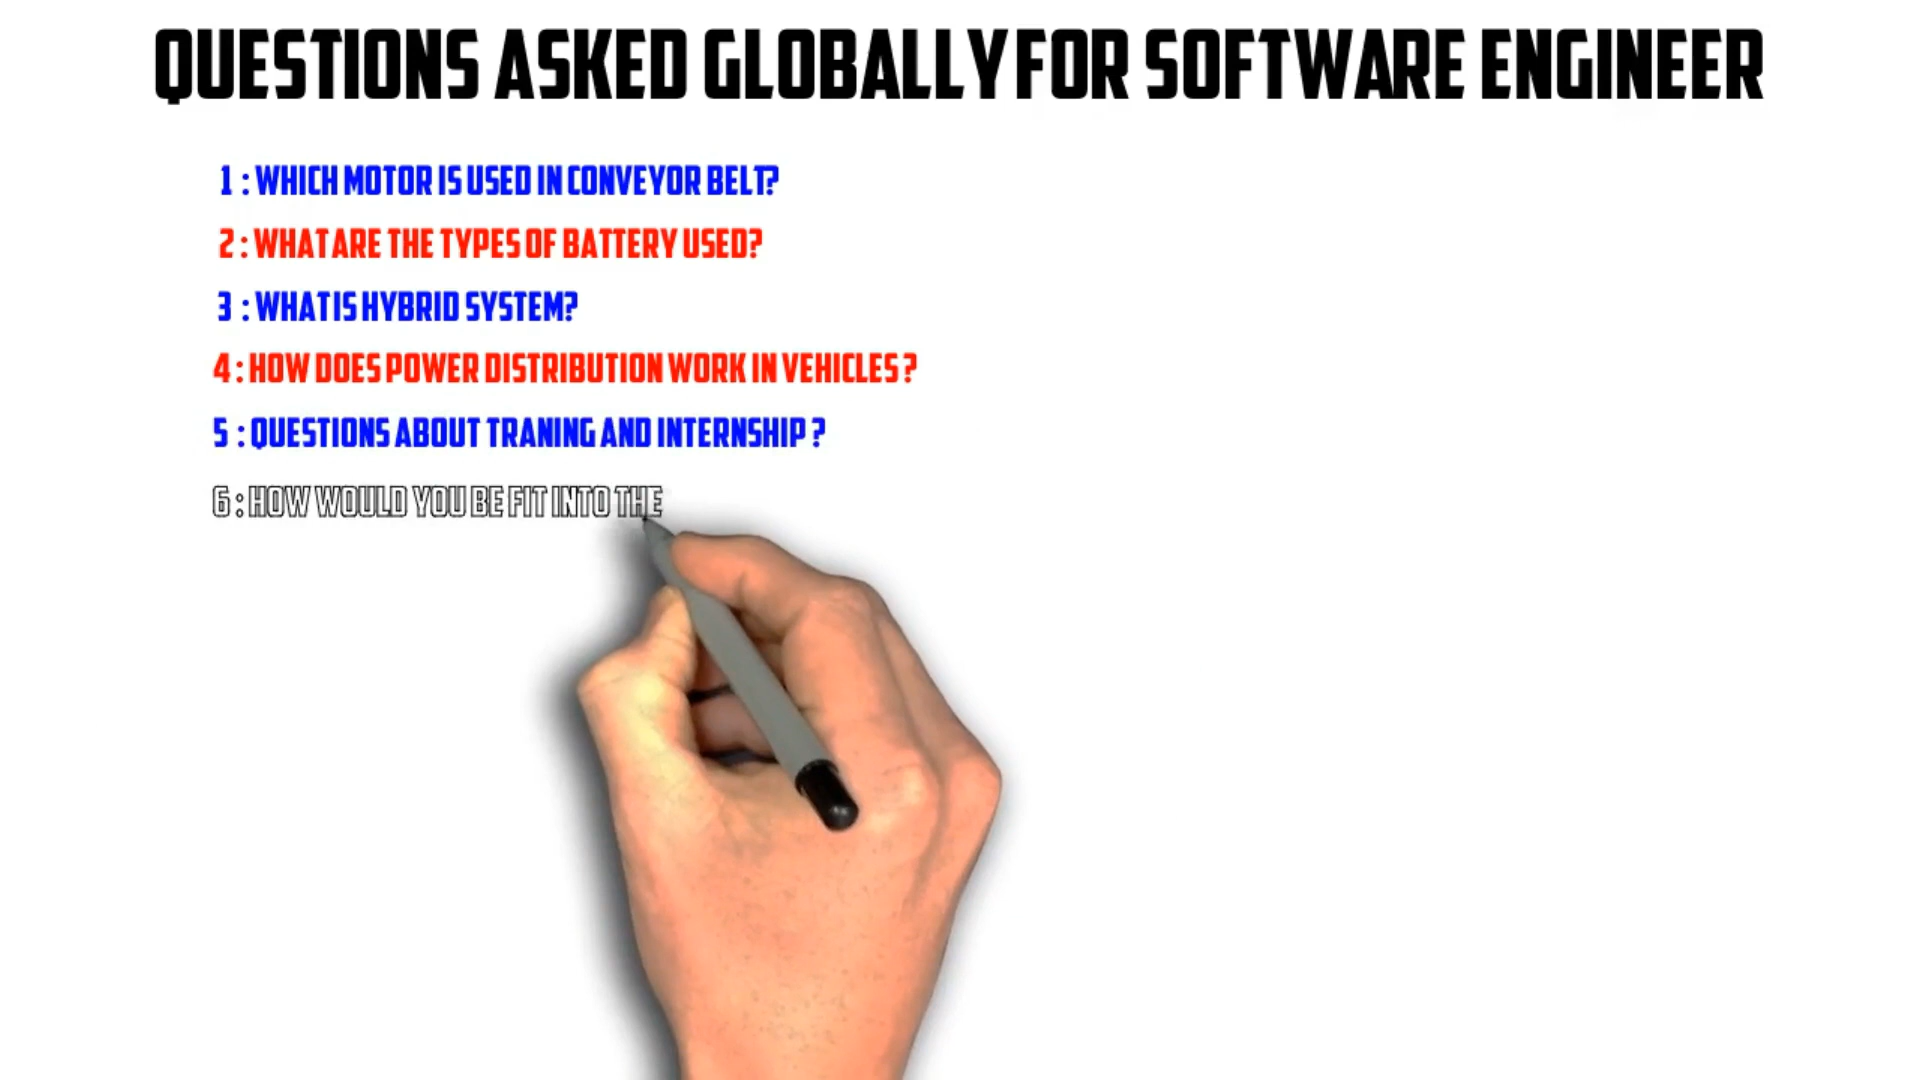 QUESTIONS ASKED GLOBALLY FOR SOFTWARE ENGINEER
1 : WHICH MOTOR IS USED IN CONVEYOR BELT?
2 : WHAT ARE THE TYPES OF BATTERY USED?
3 : WHAT IS HYBRID SYSTEM?
4 : HOW DOES POWER DISTRIBUTION WORK IN VEHICLES ?
5 : QUESTIONS ABOUT TRANING AND INTERNSHIP ?
6 : HOW WOULD YOU BE FIT INTO THE